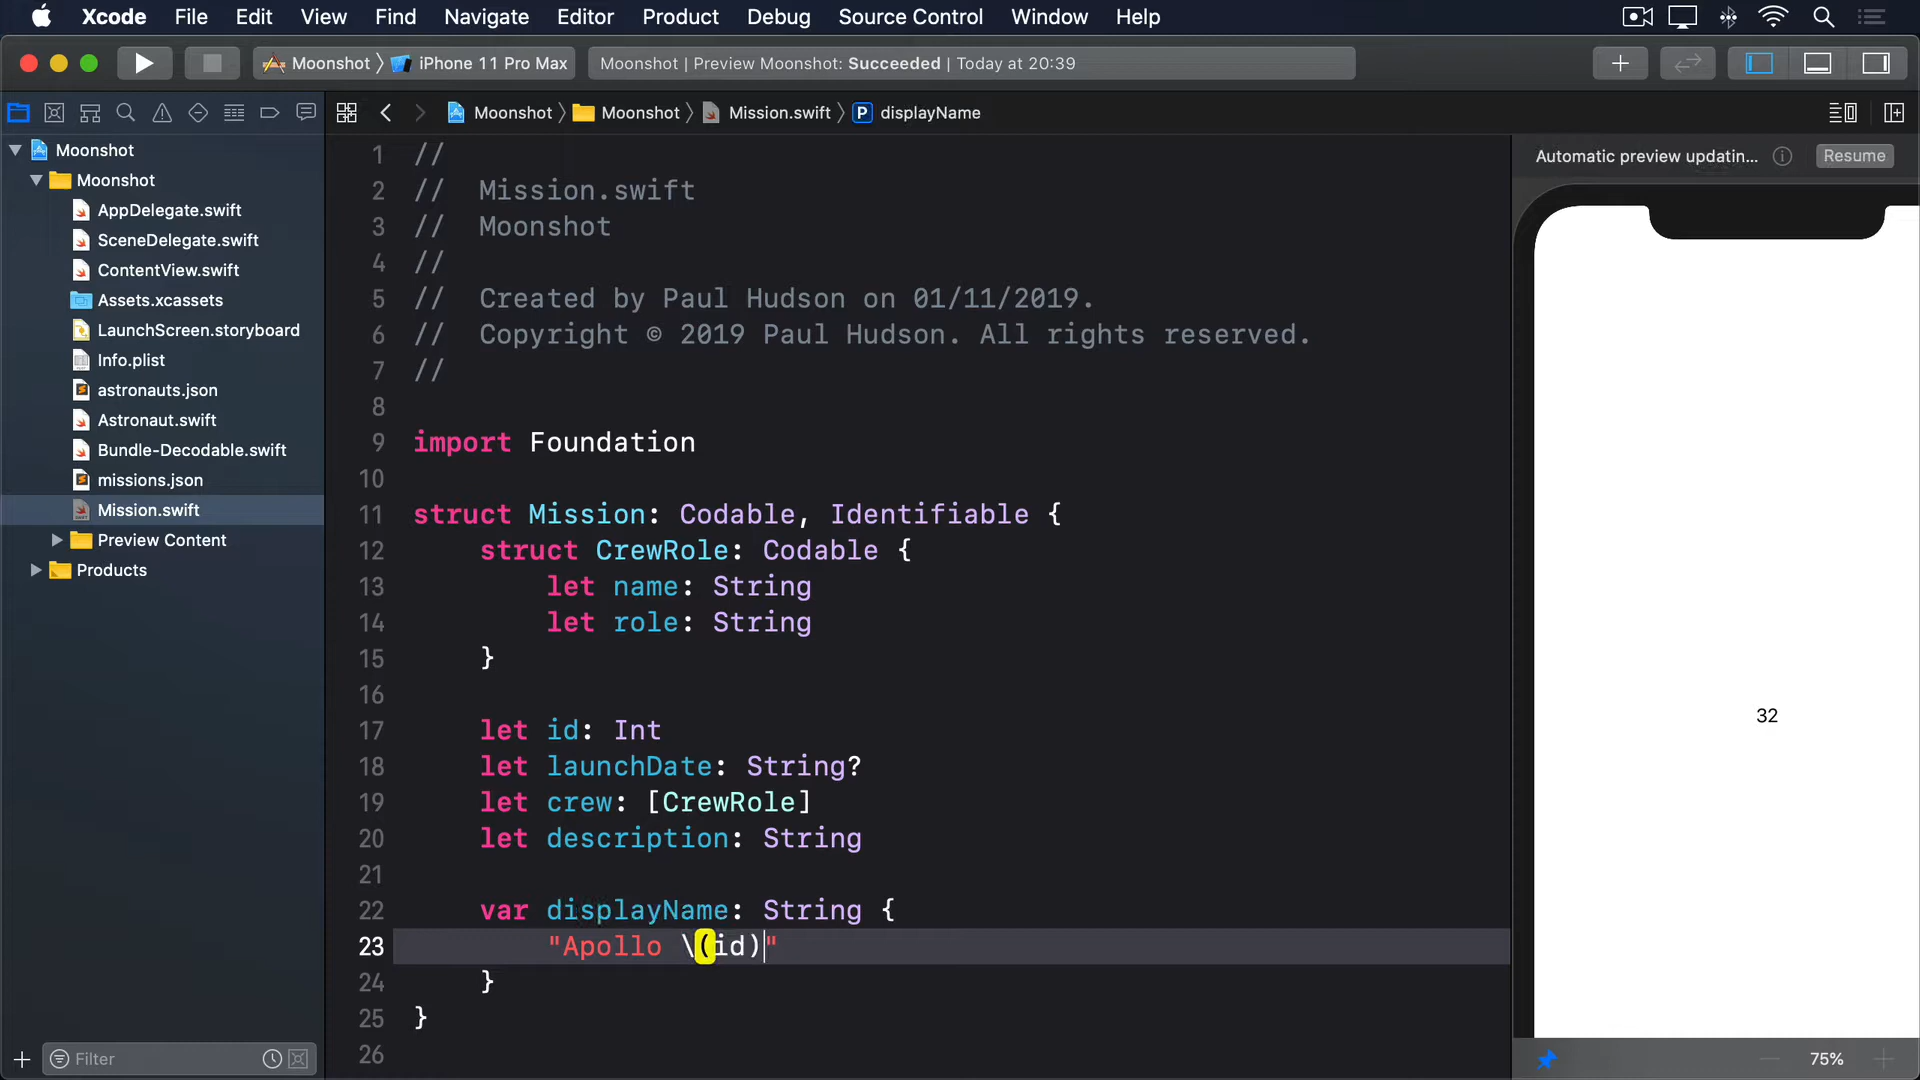 Xcode File Edit View Find Navigate Editor Product Debug Source Control Window Help
Moonshot iPhone 11 Pro Max
Moonshot | Preview Moonshot: Succeeded | Today at 20:39
Moonshot Moonshot Mission.swift P displayName
Moonshot
Moonshot
AppDelegate.swift
SceneDelegate.swift
ContentView.swift
Assets.xcassets
LaunchScreen.storyboard
Info.plist
astronauts.json
Astronaut.swift
Bundle-Decodable.swift
missions.json
Mission.swift
Preview Content
Products
Filter
1 //
2 // Mission.swift
3 // Moonshot
4 //
5 // Created by Paul Hudson on 01/11/2019.
6 // Copyright © 2019 Paul Hudson. All rights reserved.
7 //
8
9 import Foundation
10
11 struct Mission: Codable, Identifiable {
12 struct CrewRole: Codable {
13 let name: String
14 let role: String
15 }
16
17 let id: Int
18 let launchDate: String?
19 let crew: [CrewRole]
20 let description: String
21
22 var displayName: String {
23 "Apollo \(id)"
24 }
25 }
26
Automatic preview updatin... Resume
32
75%